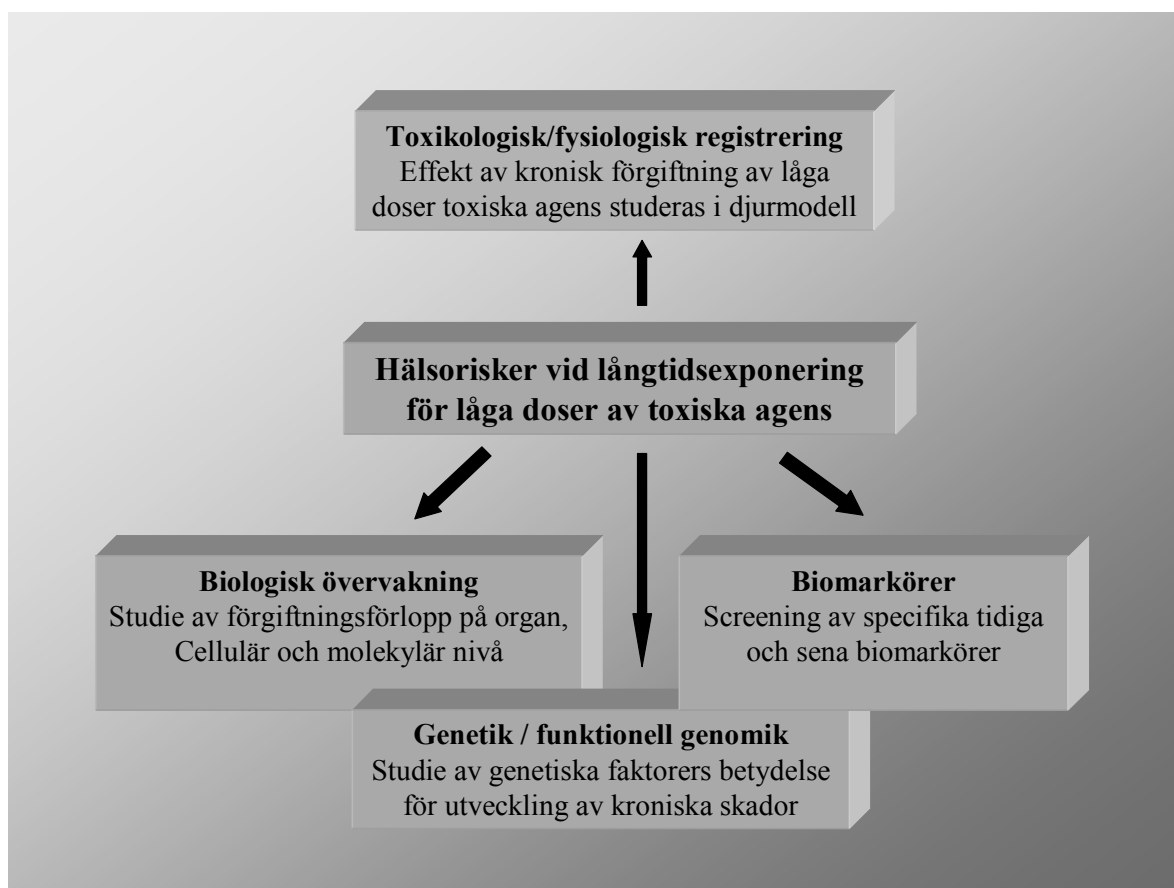 Toxikologisk/fysiologisk registrering
Effekt av kronisk förgiftning av låga
doser toxiska agens studeras i djurmodell
Hälsorisker vid långtidsexponering
för låga doser av toxiska agens
Biologisk övervakning
Studie av förgiftningsförlopp på organ,
Cellulär och molekylär nivå
Biomarkörer
Screening av specifika tidiga
och sena biomarkörer
Genetik / funktionell genomik
Studie av genetiska faktorers betydelse
för utveckling av kroniska skador